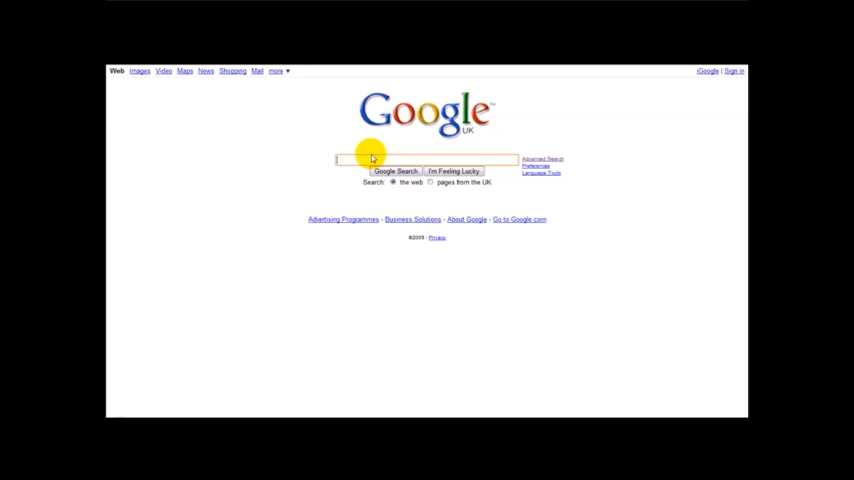 Web Images Video Maps News Shopping Mail more ▼ iGoogle | Sign in
Google™
UK
Advanced Search
Preferences
Language Tools
Google Search I'm Feeling Lucky
Search: the web pages from the UK
Advertising Programmes - Business Solutions - About Google - Go to Google.com
©2009 - Privacy